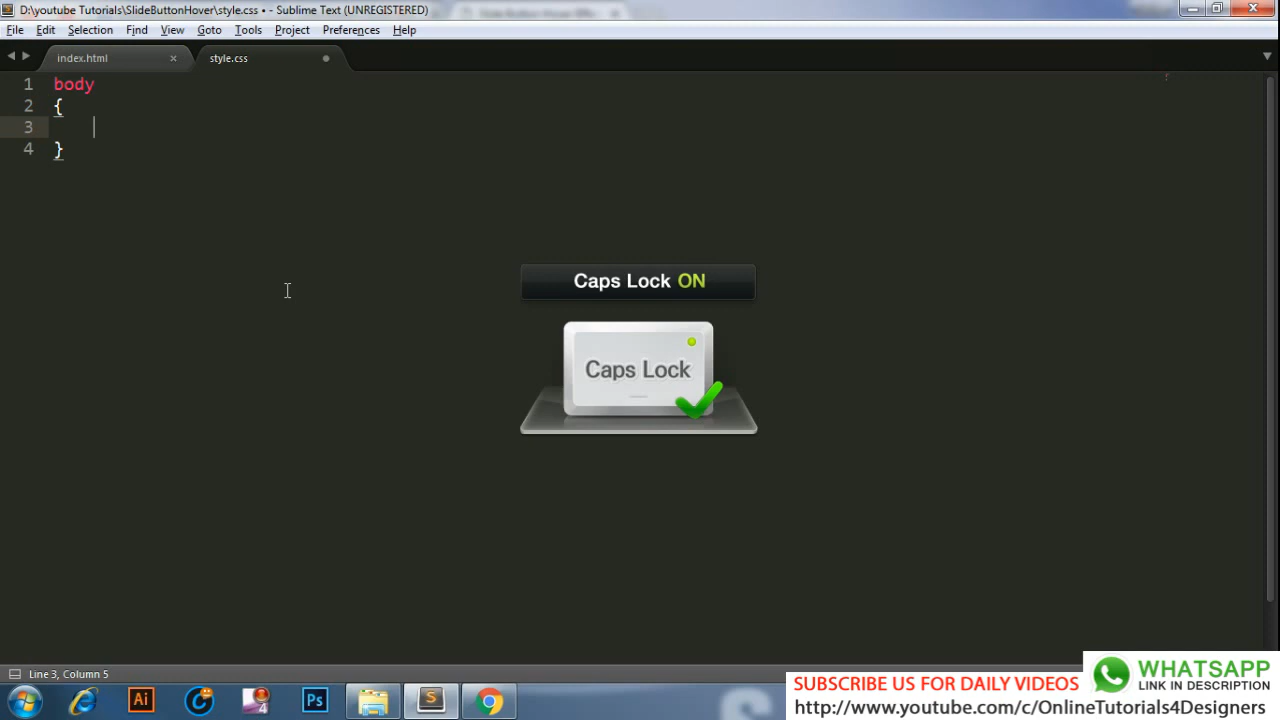 D:\youtube Tutorials\SlideButtonHover\style.css • - Sublime Text (UNREGISTERED)
File Edit Selection Find View Goto Tools Project Preferences Help
index.html × style.css
1 body
2 {
3
4 }
Caps Lock ON
Caps Lock
Line 3, Column 5
WHATSAPP
LINK IN DESCRIPTION
SUBSCRIBE US FOR DAILY VIDEOS
http://www.youtube.com/c/OnlineTutorials4Designers
Ai
Ps